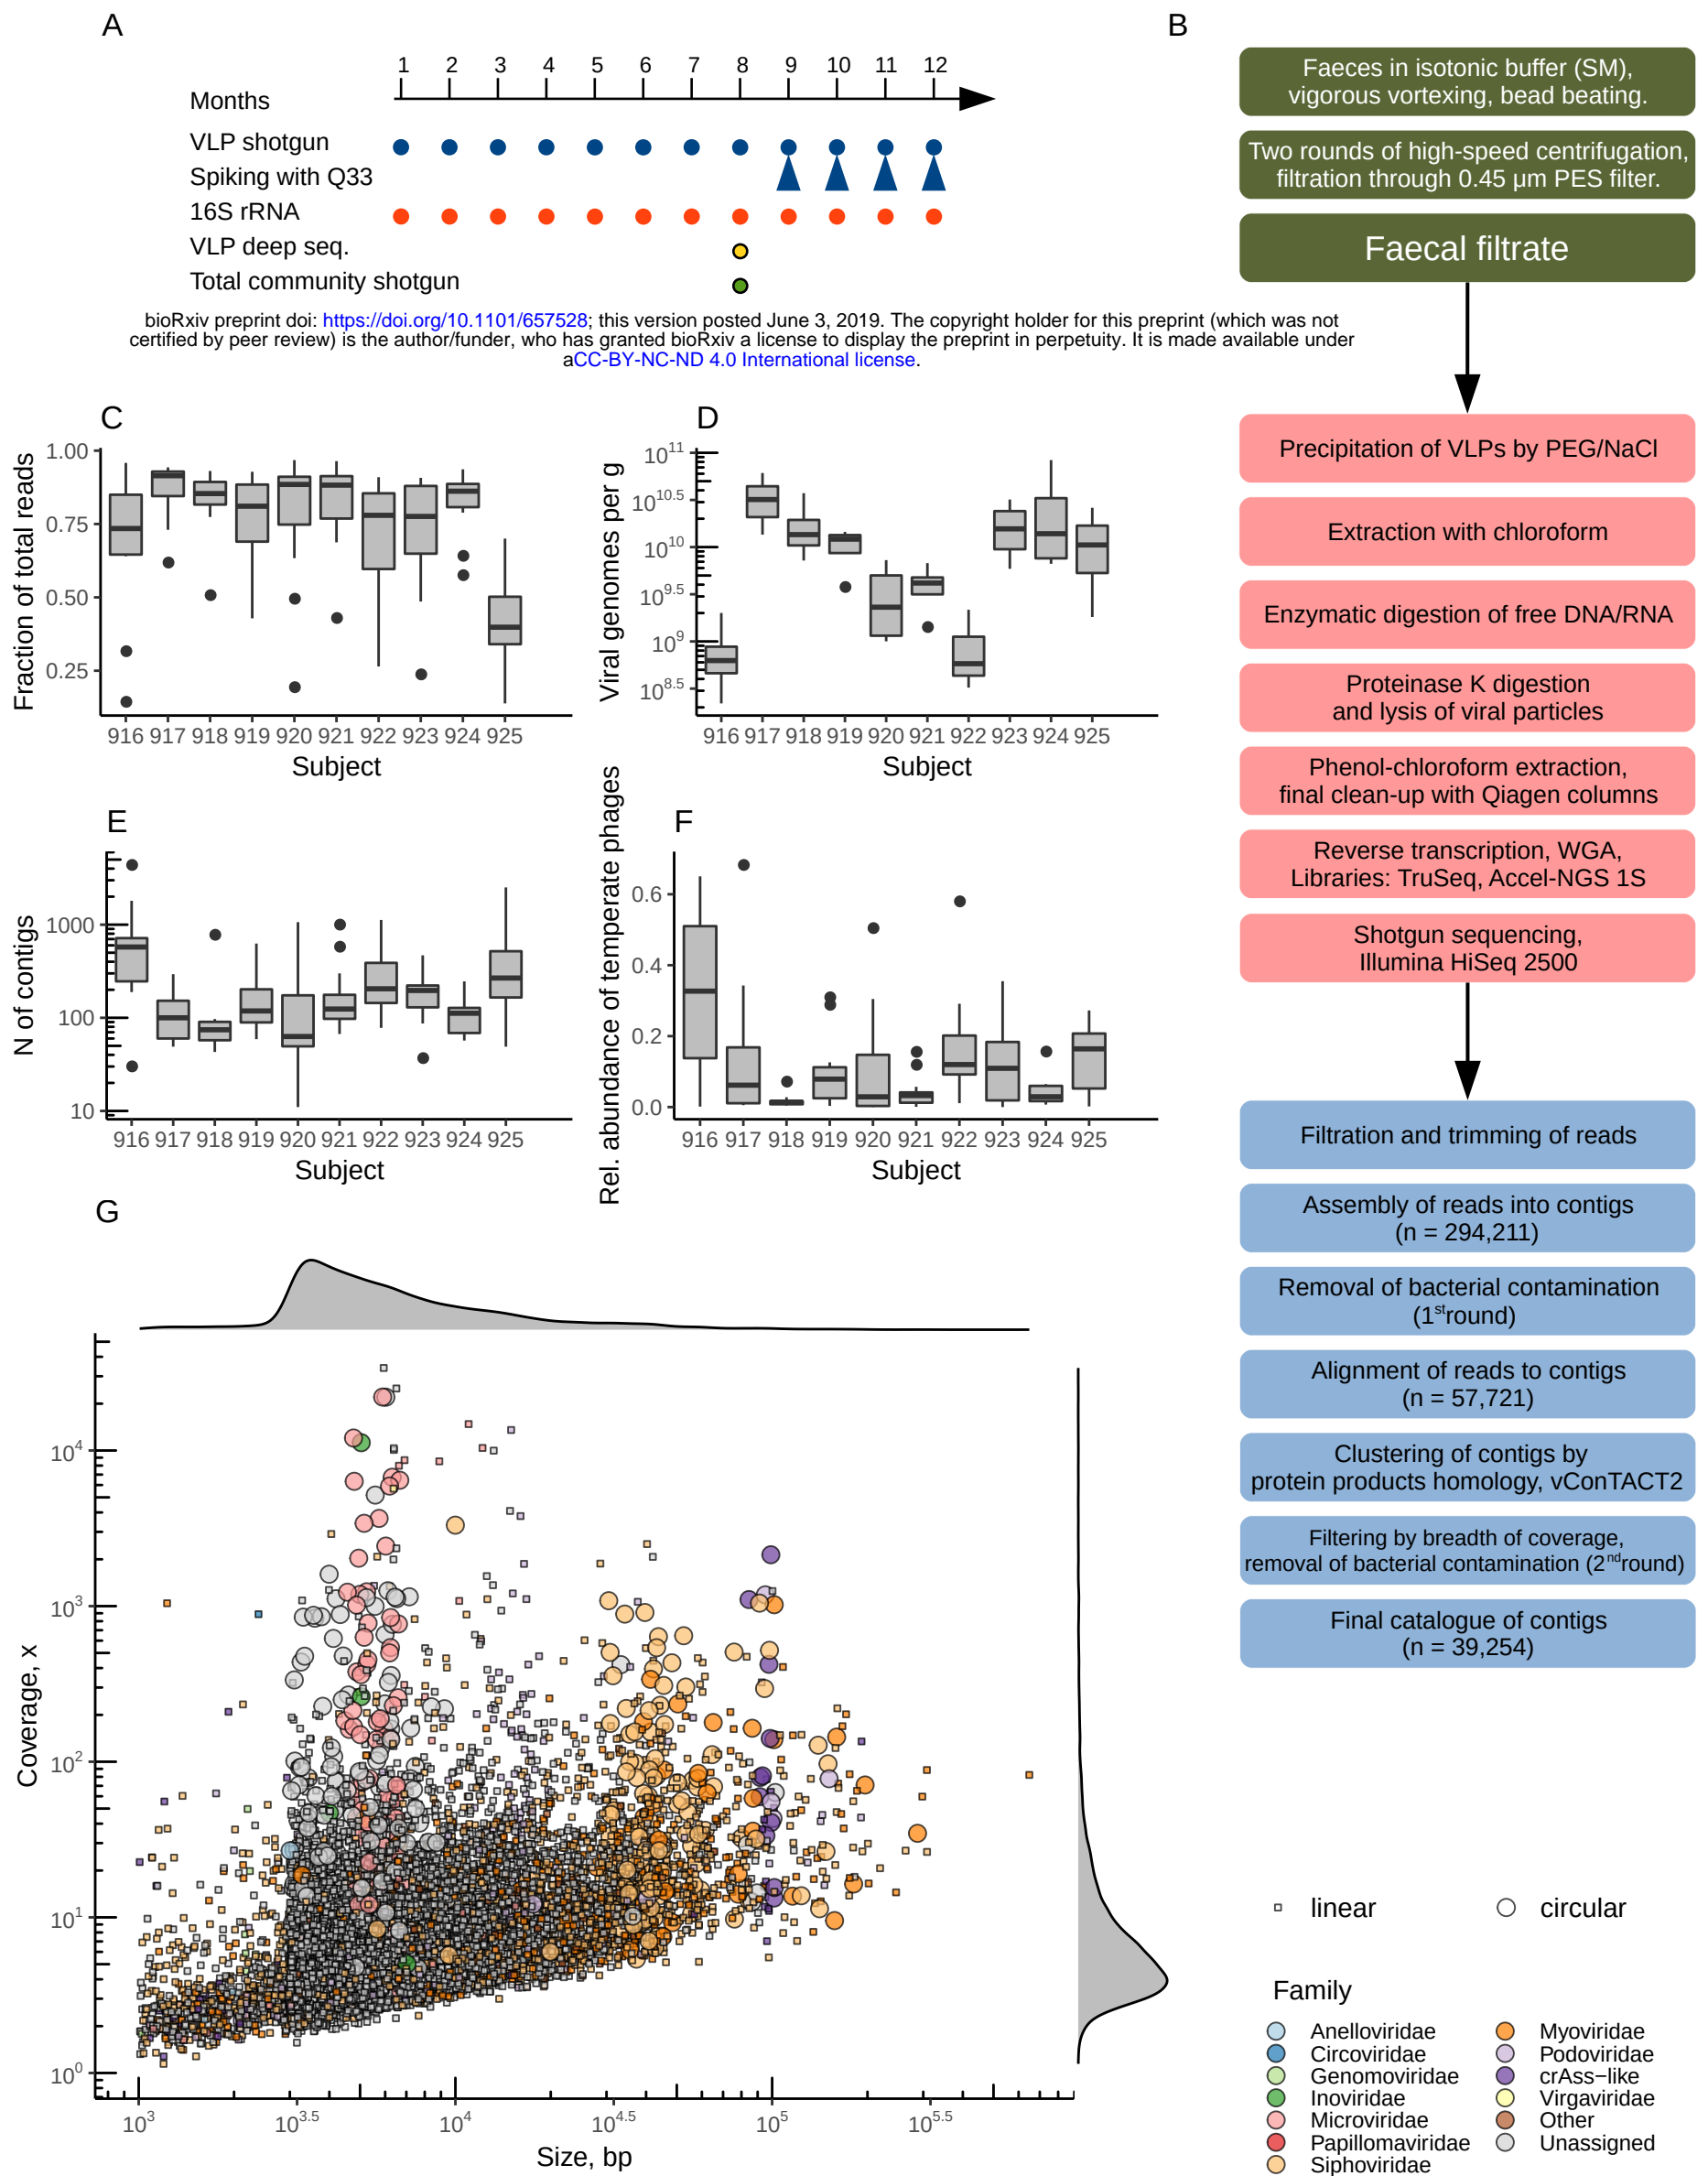 A
1 2 3 4 5 6 7 8 9 10 11 12
Months
VLP shotgun
Spiking with Q33
16S rRNA
VLP deep seq.
Total community shotgun
bioRxiv preprint doi: https://doi.org/10.1101/657528; this version posted June 3, 2019. The copyright holder for this preprint (which was not
certified by peer review) is the author/funder, who has granted bioRxiv a license to display the preprint in perpetuity. It is made available under
aCC-BY-NC-ND 4.0 International license.
B
Faeces in isotonic buffer (SM),
vigorous vortexing, bead beating.
Two rounds of high-speed centrifugation,
filtration through 0.45 µm PES filter.
Faecal filtrate
Precipitation of VLPs by PEG/NaCl
Extraction with chloroform
Enzymatic digestion of free DNA/RNA
Proteinase K digestion
and lysis of viral particles
Phenol-chloroform extraction,
final clean-up with Qiagen columns
Reverse transcription, WGA,
Libraries: TruSeq, Accel-NGS 1S
Shotgun sequencing,
Illumina HiSeq 2500
Filtration and trimming of reads
Assembly of reads into contigs
(n = 294,211)
Removal of bacterial contamination
(1st round)
Alignment of reads to contigs
(n = 57,721)
Clustering of contigs by
protein products homology, vConTACT2
Filtering by breadth of coverage,
removal of bacterial contamination (2nd round)
Final catalogue of contigs
(n = 39,254)
C
Fraction of total reads
1.00
0.75
0.50
0.25
916 917 918 919 920 921 922 923 924 925
Subject
D
Viral genomes per g
10^11
10^10.5
10^10
10^9.5
10^9
10^8.5
916 917 918 919 920 921 922 923 924 925
Subject
E
N of contigs
1000
100
10
916 917 918 919 920 921 922 923 924 925
Subject
F
Rel. abundance of temperate phages
0.6
0.4
0.2
0.0
916 917 918 919 920 921 922 923 924 925
Subject
G
Coverage, x
10^4
10^3
10^2
10^1
10^0
10^3 10^3.5 10^4 10^4.5 10^5 10^5.5
Size, bp
linear
circular
Family
Anelloviridae
Circoviridae
Genomoviridae
Inoviridae
Microviridae
Papillomaviridae
Siphoviridae
Myoviridae
Podoviridae
crAss−like
Virgaviridae
Other
Unassigned